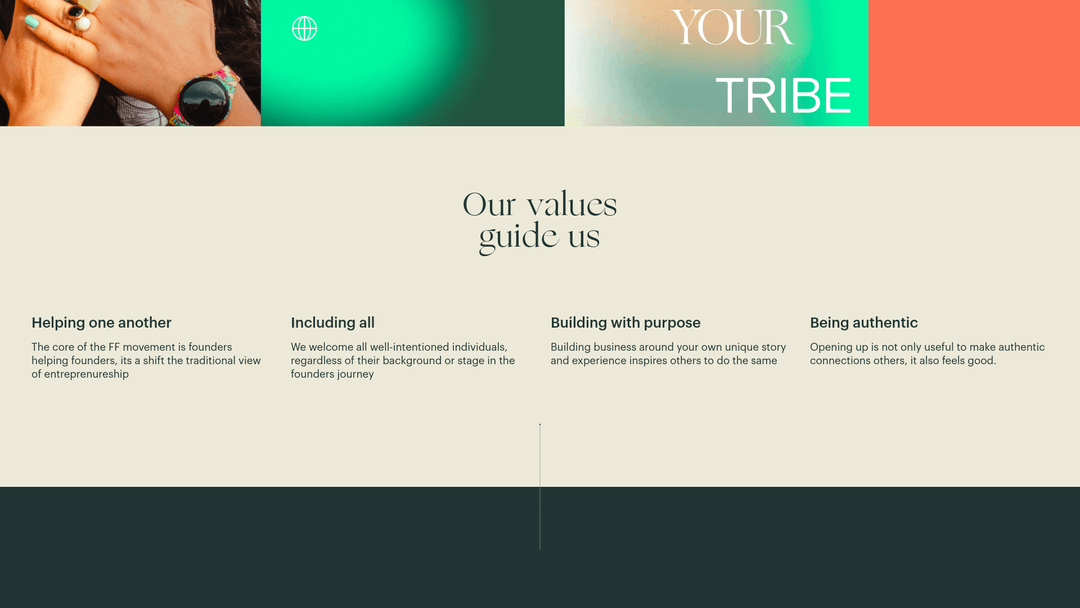 YOUR
TRIBE
Our values
guide us
Helping one another
The core of the FF movement is founders
helping founders, its a shift the traditional view
of entreprenureship
Including all
We welcome all well-intentioned individuals,
regardless of their background or stage in the
founders journey
Building with purpose
Building business around your own unique story
and experience inspires others to do the same
Being authentic
Opening up is not only useful to make authentic
connections others, it also feels good.